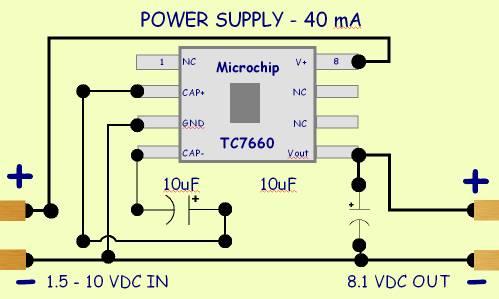 POWER SUPPLY - 40 mA
1 NC Microchip V+ 8
CAP+ NC
GND NC
CAP- TC7660 Vout
10uF + 10uF
+ + +
- 1.5 - 10 VDC IN 8.1 VDC OUT -